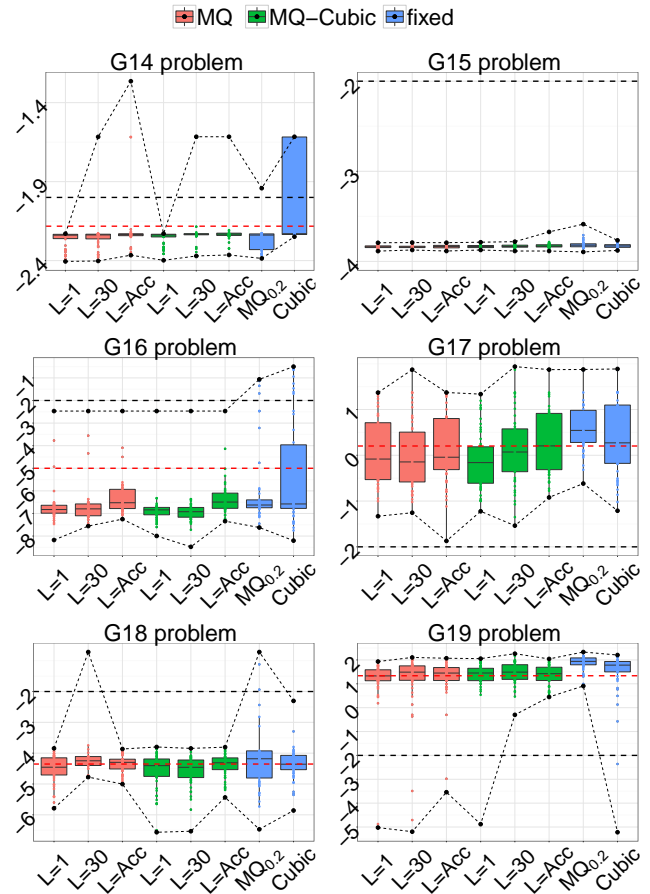 MQ MQ−Cubic fixed
G14 problem
−1.4
−1.9
−2.4
L=1 L=30 L=Acc L=1 L=30 L=Acc MQ0.2 Cubic
G15 problem
−2
−3
−4
L=1 L=30 L=Acc L=1 L=30 L=Acc MQ0.2 Cubic
G16 problem
−1
−2
−3
−4
−5
−6
−7
−8
L=1 L=30 L=Acc L=1 L=30 L=Acc MQ0.2 Cubic
G17 problem
1
0
−1
−2
L=1 L=30 L=Acc L=1 L=30 L=Acc MQ0.2 Cubic
G18 problem
−2
−3
−4
−5
−6
L=1 L=30 L=Acc L=1 L=30 L=Acc MQ0.2 Cubic
G19 problem
2
1
0
−1
−2
−3
−4
−5
L=1 L=30 L=Acc L=1 L=30 L=Acc MQ0.2 Cubic